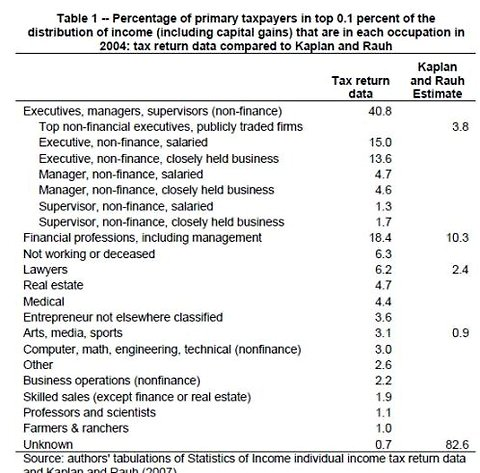 Table 1 -- Percentage of primary taxpayers in top 0.1 percent of the
distribution of income (including capital gains) that are in each occupation in
2004: tax return data compared to Kaplan and Rauh
Kaplan
Tax return and Rauh
data Estimate
Executives, managers, supervisors (non-finance) 40.8
Top non-financial executives, publicly traded firms 3.8
Executive, non-finance, salaried 15.0
Executive, non-finance, closely held business 13.6
Manager, non-finance, salaried 4.7
Manager, non-finance, closely held business 4.6
Supervisor, non-finance, salaried 1.3
Supervisor, non-finance, closely held business 1.7
Financial professions, including management 18.4 10.3
Not working or deceased 6.3
Lawyers 6.2 2.4
Real estate 4.7
Medical 4.4
Entrepreneur not elsewhere classified 3.6
Arts, media, sports 3.1 0.9
Computer, math, engineering, technical (nonfinance) 3.0
Other 2.6
Business operations (nonfinance) 2.2
Skilled sales (except finance or real estate) 1.9
Professors and scientists 1.1
Farmers & ranchers 1.0
Unknown 0.7 82.6
Source: authors' tabulations of Statistics of Income individual income tax return data
and Kaplan and Rauh (2007)